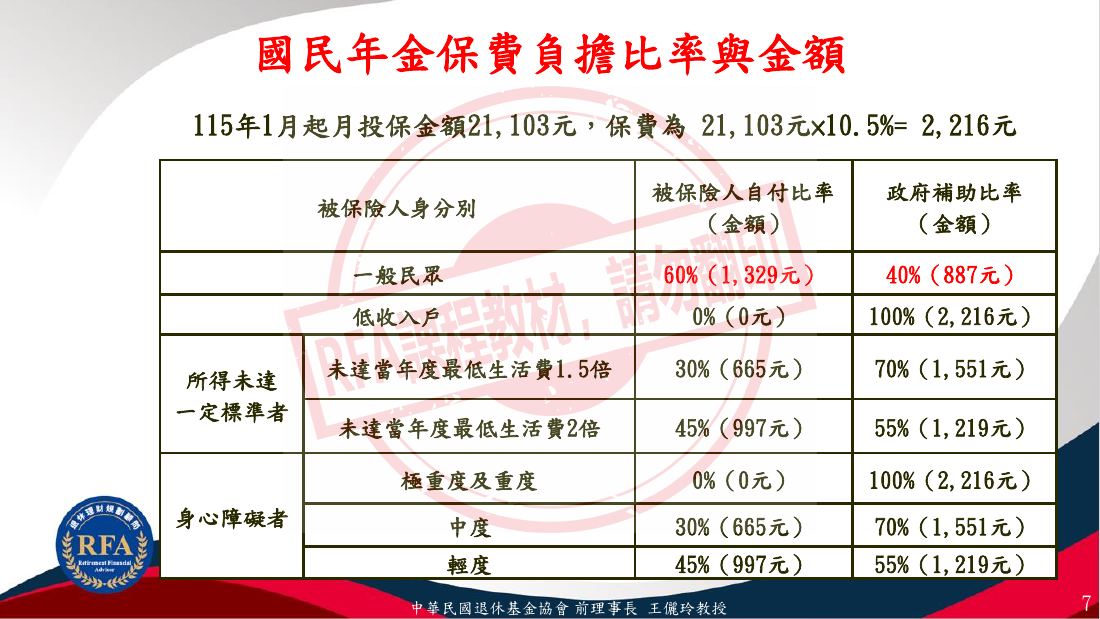 國民年金保費負擔比率與金額
115年1月起月投保金額21,103元，保費為 21,103元×10.5%= 2,216元
被保險人身分別
被保險人自付比率
（金額）
政府補助比率
（金額）
一般民眾
60%（1,329元）
40%（887元）
低收入戶
0%（0元）
100%（2,216元）
所得未達
一定標準者
未達當年度最低生活費1.5倍
30%（665元）
70%（1,551元）
未達當年度最低生活費2倍
45%（997元）
55%（1,219元）
身心障礙者
極重度及重度
0%（0元）
100%（2,216元）
中度
30%（665元）
70%（1,551元）
輕度
45%（997元）
55%（1,219元）
RFA課程教材，請勿翻印
退休理財規劃顧問
RFA
Retirement Financial
Advisor
中華民國退休基金協會 前理事長 王儷玲教授
7